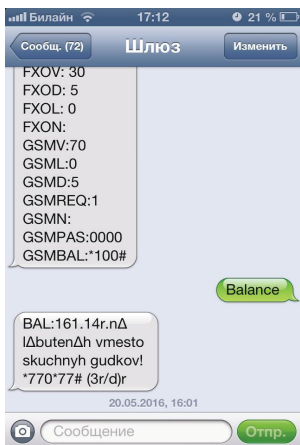 Билайн 17:12 21 %
Сообщ. (72) Шлюз Изменить
FXOV: 30
FXOD: 5
FXOL: 0
FXON:
GSMV:70
GSML:0
GSMD:5
GSMREQ:1
GSMN:
GSMPAS:0000
GSMBAL:*100#
Balance
BAL:161.14r.nΔ
lΔbutenΔh vmesto
skuchnyh gudkov!
*770*77# (3r/d)r
20.05.2016, 16:01
Сообщение Отпр.